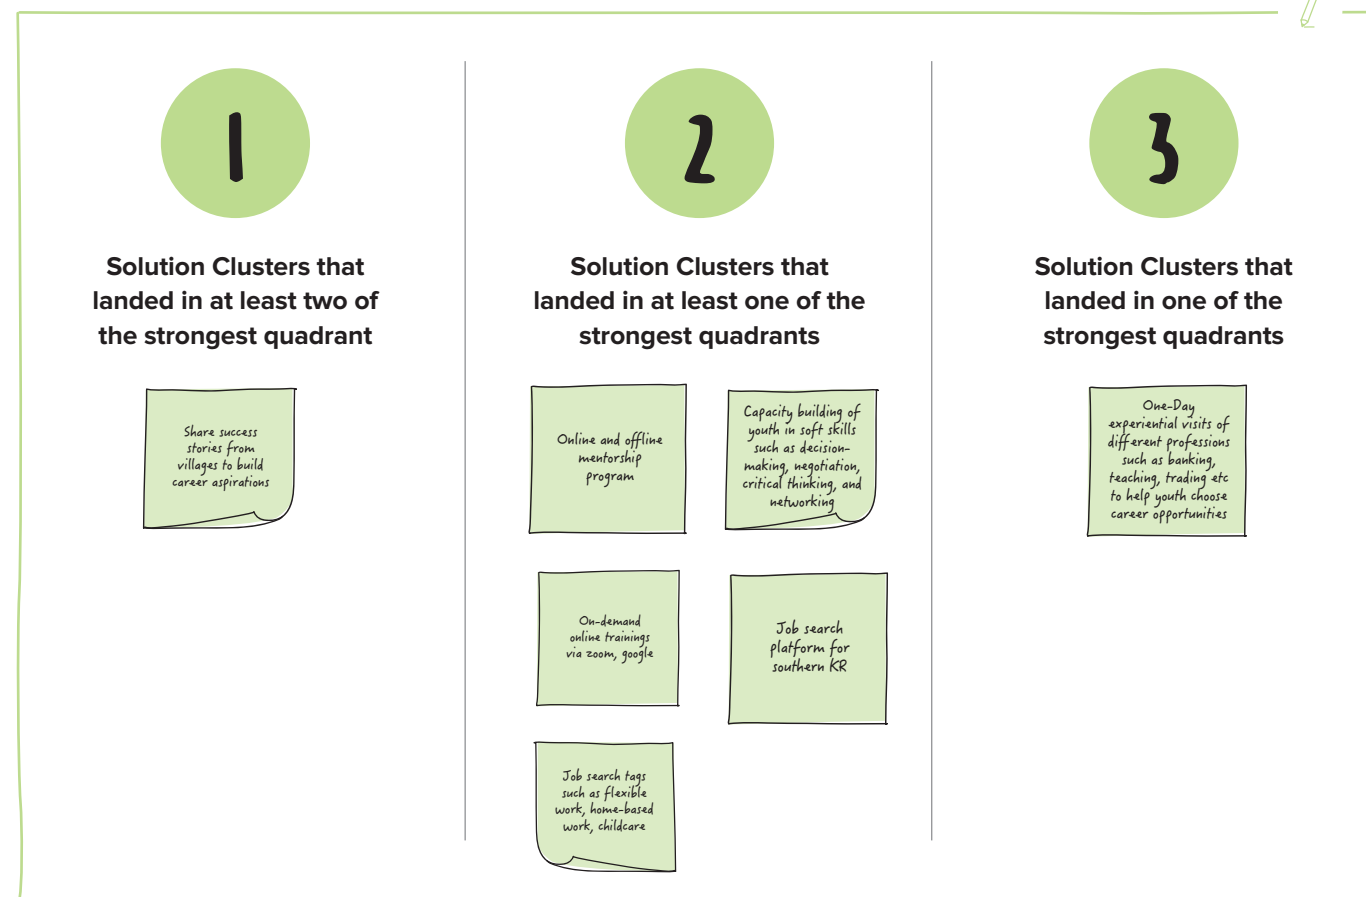 1
Solution Clusters that
landed in at least two of
the strongest quadrant
Share success
stories from
villages to build
career aspirations
2
Solution Clusters that
landed in at least one of the
strongest quadrants
Online and offline
mentorship
program
Capacity building of
youth in soft skills
such as decision-
making, negotiation,
critical thinking, and
networking
On-demand
online trainings
via zoom, google
Job search
platform for
southern KR
Job search tags
such as flexible
work, home-based
work, childcare
3
Solution Clusters that
landed in one of the
strongest quadrants
One-Day
experiential visits of
different professions
such as banking,
teaching, trading etc
to help youth choose
career opportunities